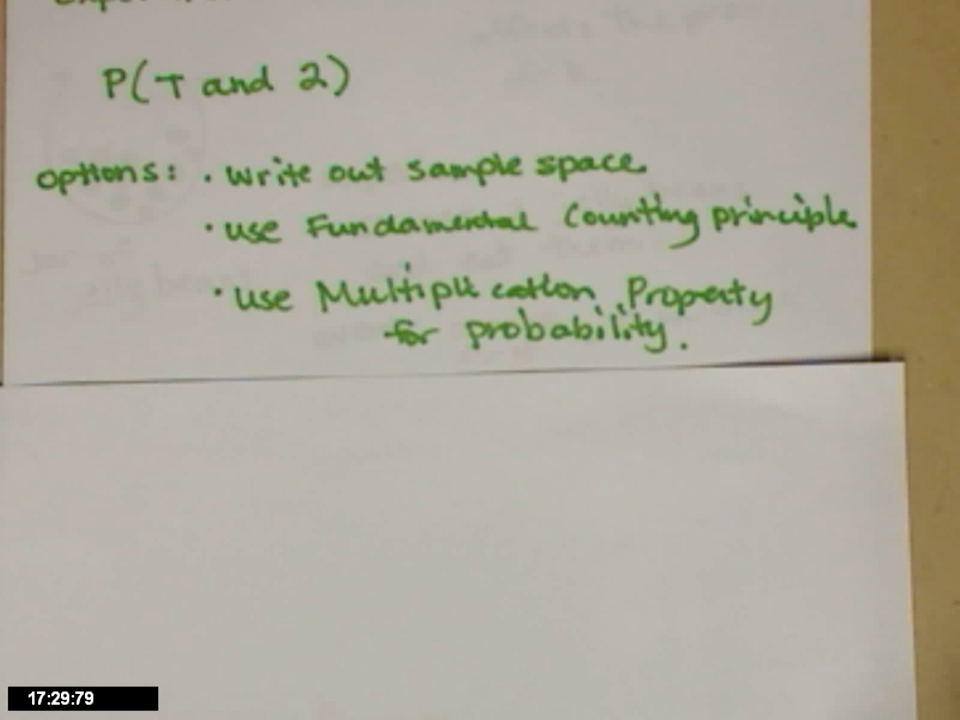 P(T and 2)
options: . write out sample space.
. use Fundamental Counting principle
. use Multiplication Property
for probability.
17:29:79